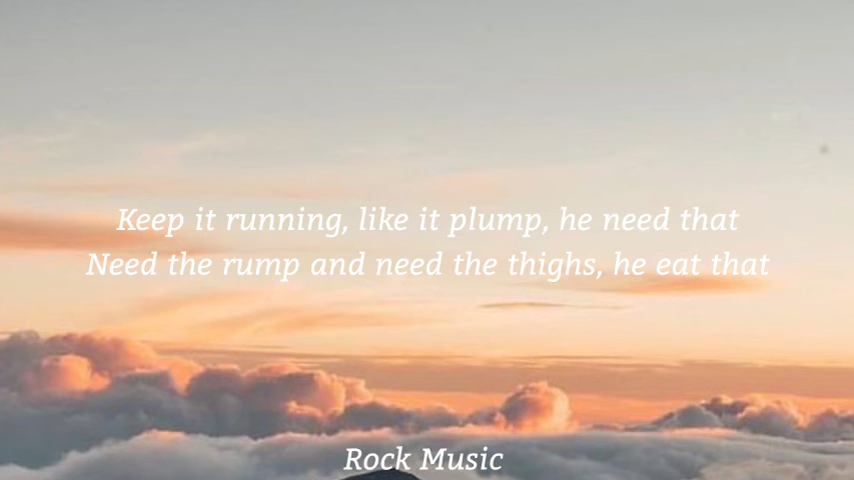 Keep it running, like it plump, he need that
Need the rump and need the thighs, he eat that
Rock Music